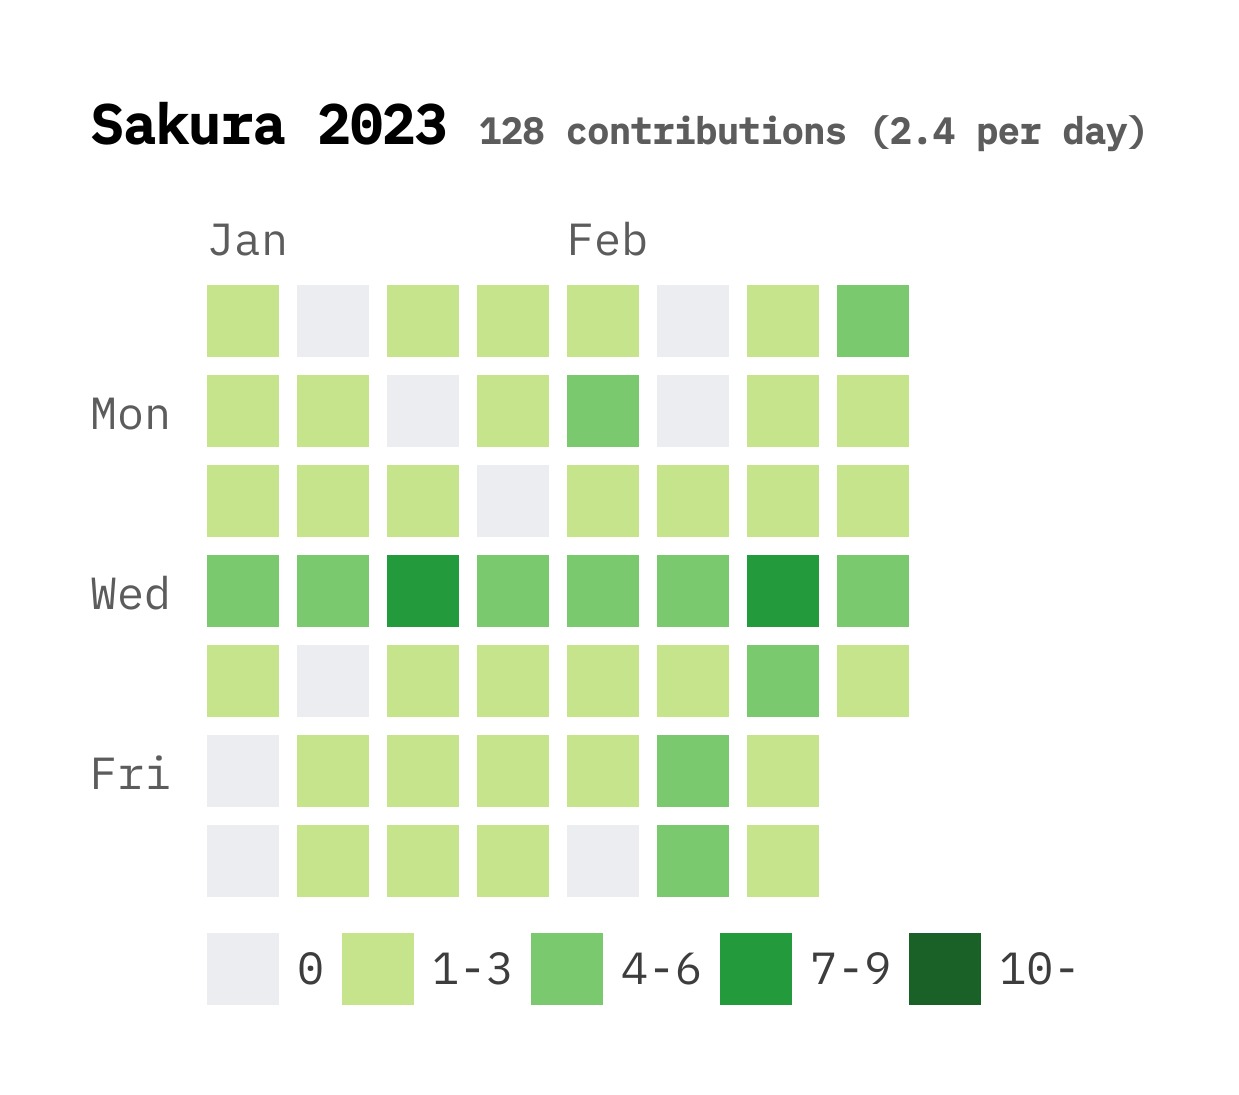 Sakura 2023 128 contributions (2.4 per day)
Jan Feb
Mon
Wed
Fri
0 1-3 4-6 7-9 10-